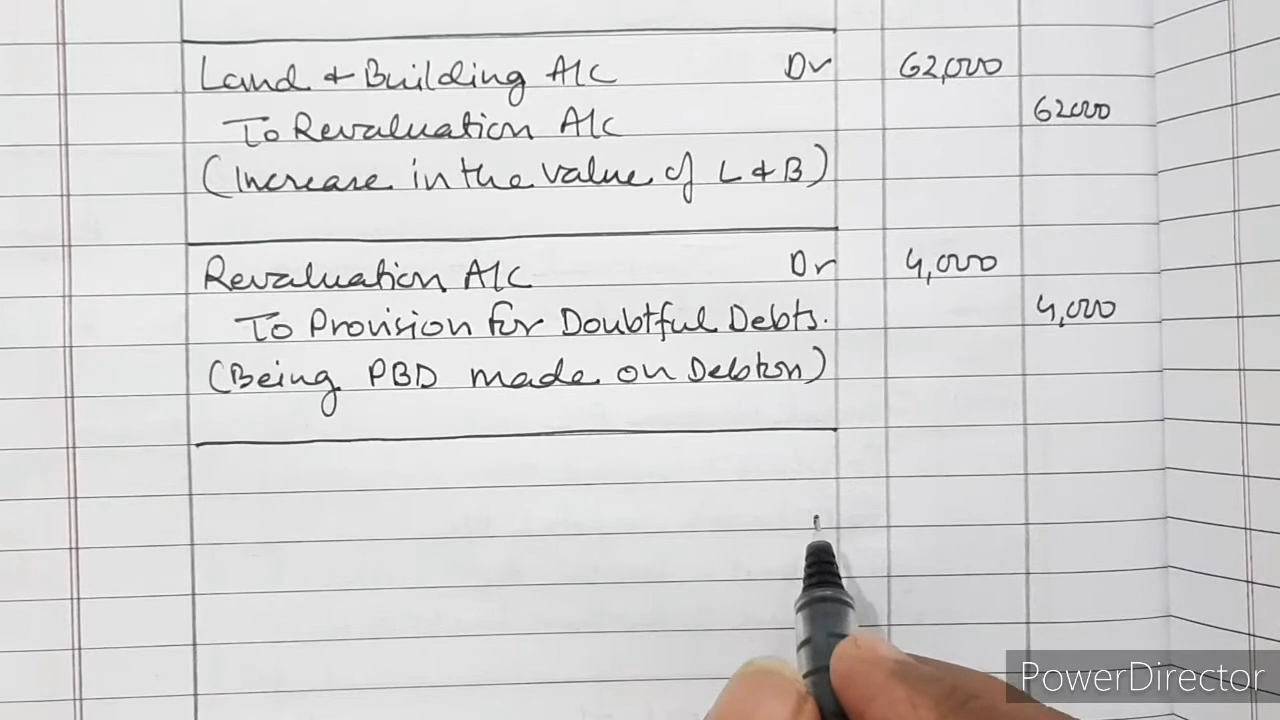 Land & Building A/C Dr 62,000
To Revaluation A/C 62000
(Increase in the value of L & B)
Revaluation A/C Dr 4,000
To Provision for Doubtful Debts. 4,000
(Being PBD made on Debtors)
PowerDirector